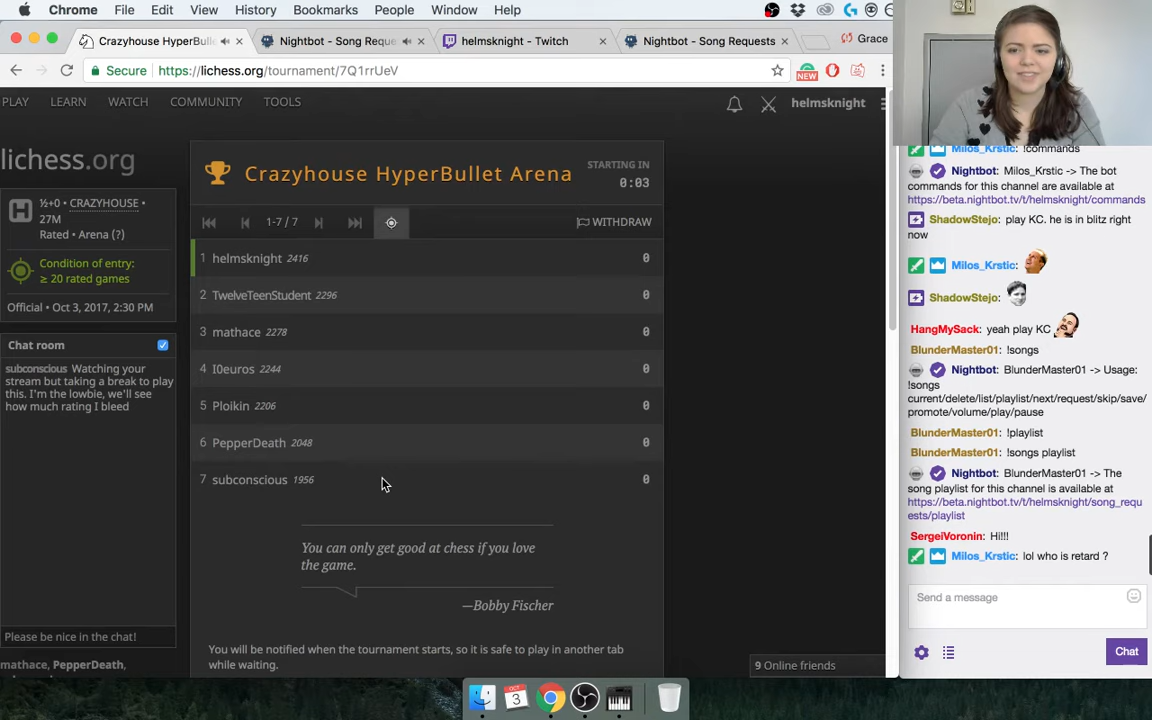 Chrome File Edit View History Bookmarks People Window Help
Crazyhouse HyperBulle
Nightbot - Song Reque
helmsknight - Twitch
Nightbot - Song Requests
Grace
Secure https://lichess.org/tournament/7Q1rrUeV
NEW
PLAY LEARN WATCH COMMUNITY TOOLS
helmsknight
lichess.org
½+0 • CRAZYHOUSE •
27M
Rated • Arena (?)
Condition of entry:
≥ 20 rated games
Official • Oct 3, 2017, 2:30 PM
Chat room
subconscious Watching your
stream but taking a break to play
this. I'm the lowbie, we'll see
how much rating I bleed
Please be nice in the chat!
mathace, PepperDeath,
Crazyhouse HyperBullet Arena
STARTING IN
0:03
1-7 / 7
WITHDRAW
1 helmsknight 2416 0
2 TwelveTeenStudent 2296 0
3 mathace 2278 0
4 I0euros 2244 0
5 Ploikin 2206 0
6 PepperDeath 2048 0
7 subconscious 1956 0
You can only get good at chess if you love
the game.
—Bobby Fischer
You will be notified when the tournament starts, so it is safe to play in another tab
while waiting.
9 Online friends
Milos_Krstic: !commands
Nightbot: Milos_Krstic -> The bot
commands for this channel are available at
https://beta.nightbot.tv/t/helmsknight/commands
ShadowStejo: play KC. he is in blitz right
now
Milos_Krstic:
ShadowStejo:
HangMySack: yeah play KC
BlunderMaster01: !songs
Nightbot: BlunderMaster01 -> Usage:
!songs
current/delete/list/playlist/next/request/skip/save/
promote/volume/play/pause
BlunderMaster01: !playlist
BlunderMaster01: !songs playlist
Nightbot: BlunderMaster01 -> The
song playlist for this channel is available at
https://beta.nightbot.tv/t/helmsknight/song_requ
ests/playlist
SergeiVoronin: Hi!!!
Milos_Krstic: lol who is retard ?
Send a message
Chat
OCT
3